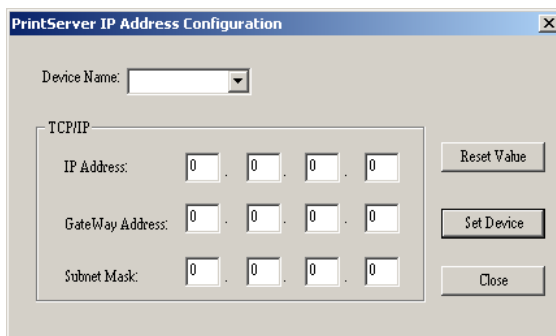 PrintServer IP Address Configuration
Device Name:
TCP/IP
IP Address: 0 . 0 . 0 . 0
Reset Value
GateWay Address: 0 . 0 . 0 . 0
Set Device
Subnet Mask: 0 . 0 . 0 . 0
Close